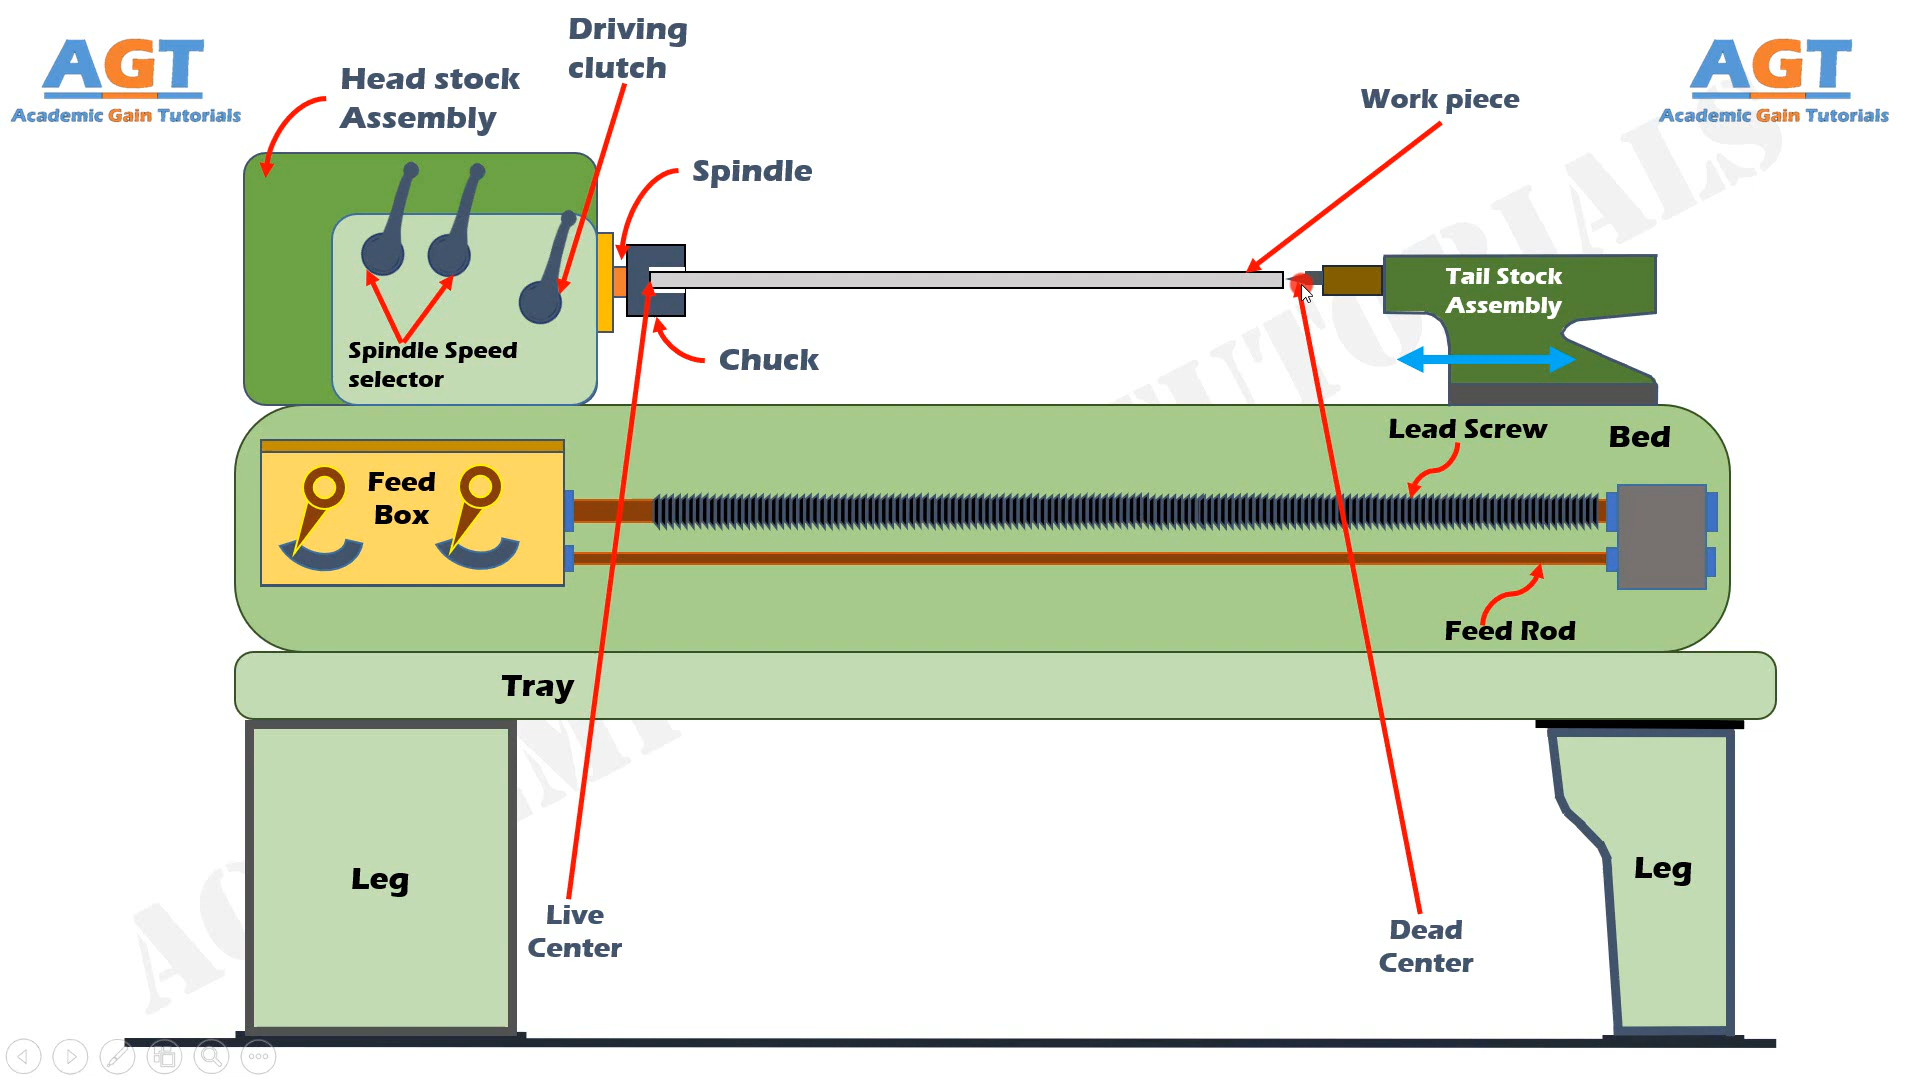 AGT
Academic Gain Tutorials
Driving
clutch
Head stock
Assembly
Work piece
AGT
Academic Gain Tutorials
Spindle
Tail Stock
Assembly
Spindle Speed
selector
Chuck
Lead Screw
Bed
Feed
Box
Feed Rod
Tray
Leg
Leg
Live
Center
Dead
Center